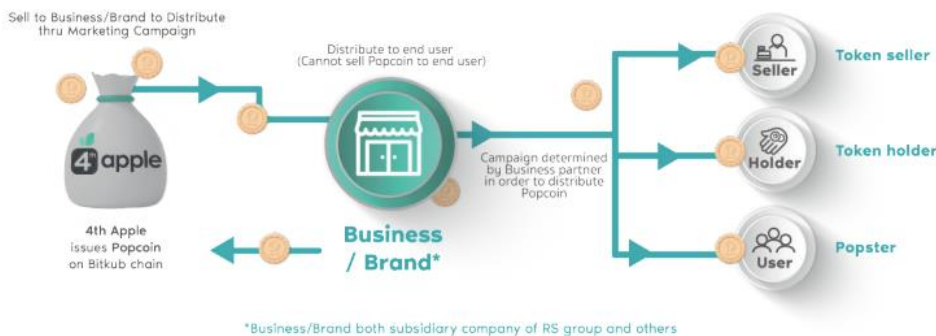 Sell to Business/Brand to Distribute
thru Marketing Campaign
Distribute to end user
(Cannot sell Popcoin to end user)
4th apple
4th Apple
issues Popcoin
on Bitkub chain
Business
/ Brand*
Campaign determined
by Business partner
in order to distribute
Popcoin
Seller
Token seller
Holder
Token holder
User
Popster
*Business/Brand both subsidiary company of RS group and others